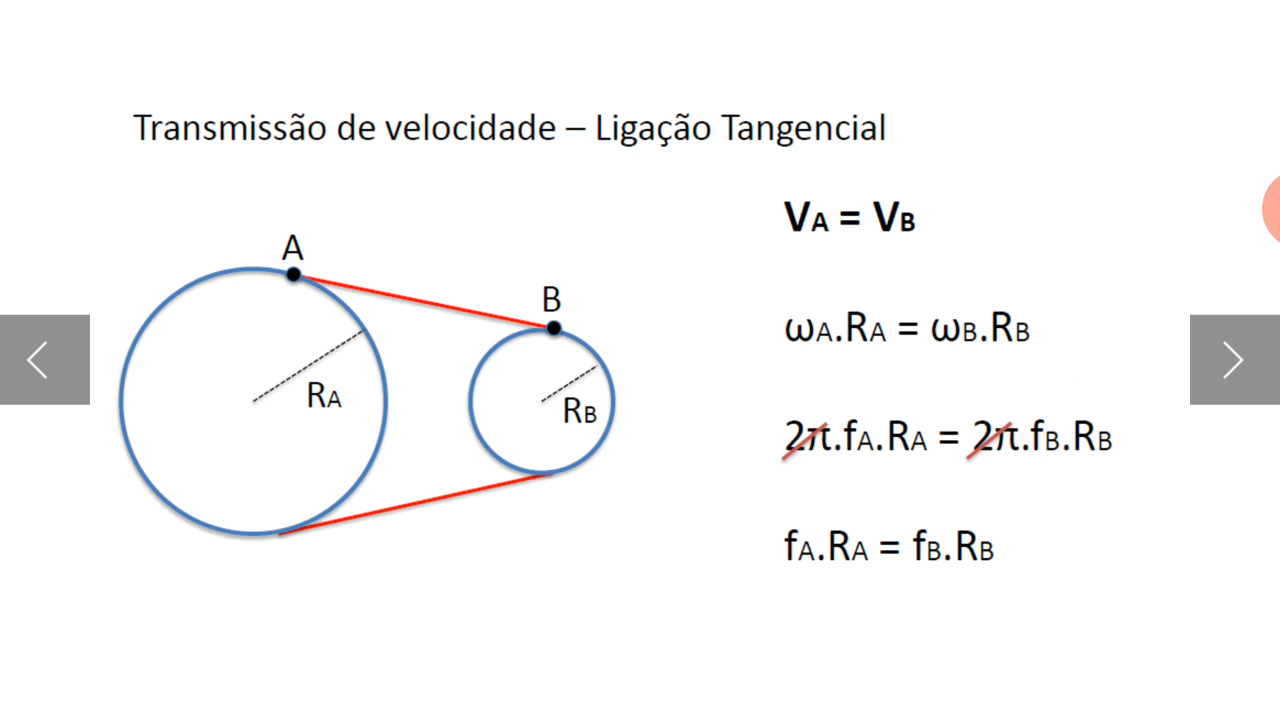 Transmissão de velocidade – Ligação Tangencial
VA = VB
A
B
ωA.RA = ωB.RB
RA
RB
2π.fA.RA = 2π.fB.RB
fA.RA = fB.RB